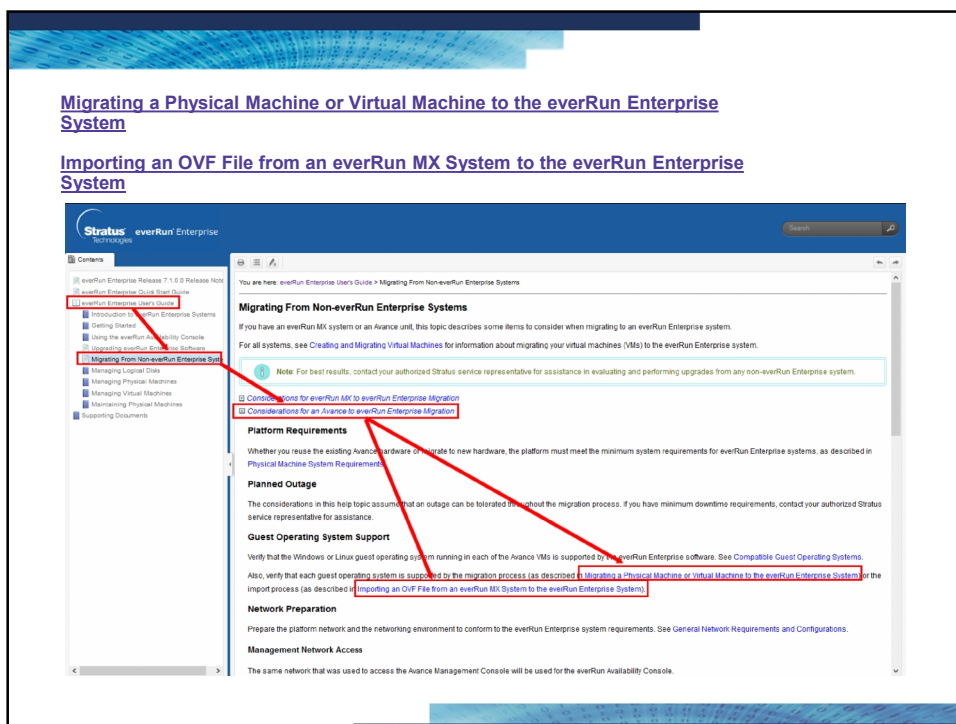 Migrating a Physical Machine or Virtual Machine to the everRun Enterprise
System
Importing an OVF File from an everRun MX System to the everRun Enterprise
System
Stratus everRun Enterprise
Technologies
Search
Contents
everRun Enterprise Release 7.1.0.0 Release Note
everRun Enterprise Quick Start Guide
everRun Enterprise User's Guide
Introduction to everRun Enterprise Systems
Getting Started
Using the everRun Availability Console
Upgrading everRun Enterprise Software
Migrating From Non-everRun Enterprise Syst
Managing Logical Disks
Managing Physical Machines
Managing Virtual Machines
Maintaining Physical Machines
Supporting Documents
You are here: everRun Enterprise User's Guide > Migrating From Non-everRun Enterprise Systems
Migrating From Non-everRun Enterprise Systems
If you have an everRun MX system or an Avance unit, this topic describes some items to consider when migrating to an everRun Enterprise system.
For all systems, see Creating and Migrating Virtual Machines for information about migrating your virtual machines (VMs) to the everRun Enterprise system.
Note: For best results, contact your authorized Stratus service representative for assistance in evaluating and performing upgrades from any non-everRun Enterprise system.
Considerations for everRun MX to everRun Enterprise Migration
Considerations for an Avance to everRun Enterprise Migration
Platform Requirements
Whether you reuse the existing Avance hardware or migrate to new hardware, the platform must meet the minimum system requirements for everRun Enterprise systems, as described in
Physical Machine System Requirements.
Planned Outage
The considerations in this help topic assume that an outage can be tolerated throughout the migration process. If you have minimum downtime requirements, contact your authorized Stratus
service representative for assistance.
Guest Operating System Support
Verify that the Windows or Linux guest operating system running in each of the Avance VMs is supported by the everRun Enterprise software. See Compatible Guest Operating Systems.
Also, verify that each guest operating system is supported by the migration process (as described in Migrating a Physical Machine or Virtual Machine to the everRun Enterprise System) or the
import process (as described in Importing an OVF File from an everRun MX System to the everRun Enterprise System).
Network Preparation
Prepare the platform network and the networking environment to conform to the everRun Enterprise system requirements. See General Network Requirements and Configurations.
Management Network Access
The same network that was used to access the Avance Management Console will be used for the everRun Availability Console.